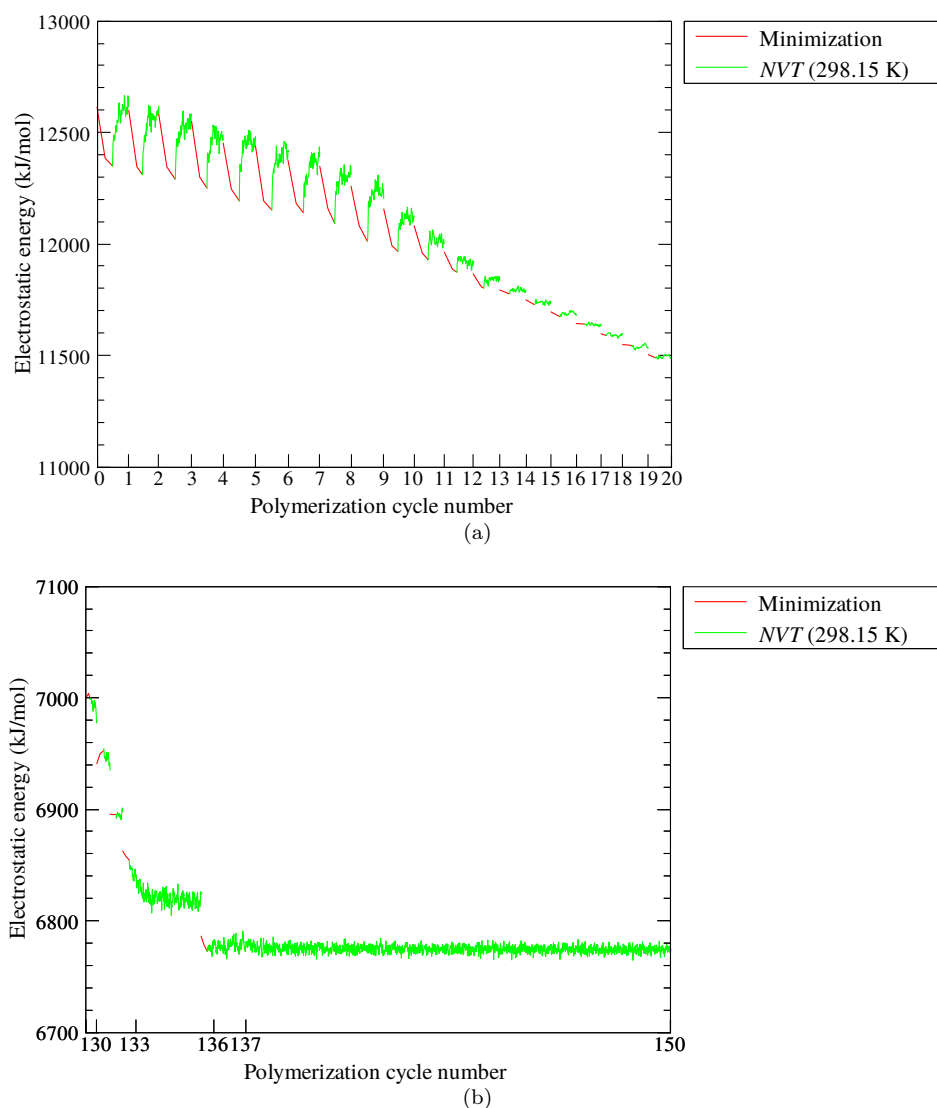 13000
12500
12000
11500
11000
Electrostatic energy (kJ/mol)
0 1 2 3 4 5 6 7 8 9 10 11 12 13 14 15 16 17 18 19 20
Polymerization cycle number
Minimization
NVT (298.15 K)
(a)
7100
7000
6900
6800
6700
Electrostatic energy (kJ/mol)
130 133 136 137 150
Polymerization cycle number
Minimization
NVT (298.15 K)
(b)